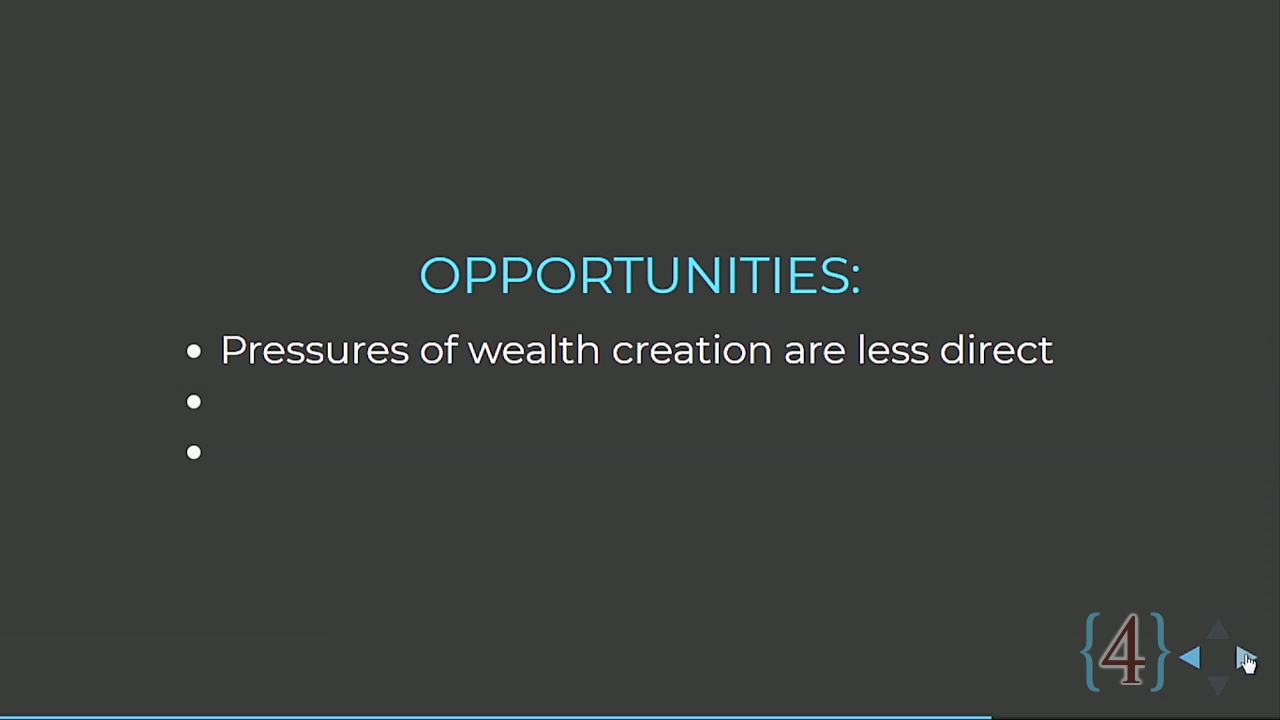 OPPORTUNITIES:
• Pressures of wealth creation are less direct
•
•
{4}